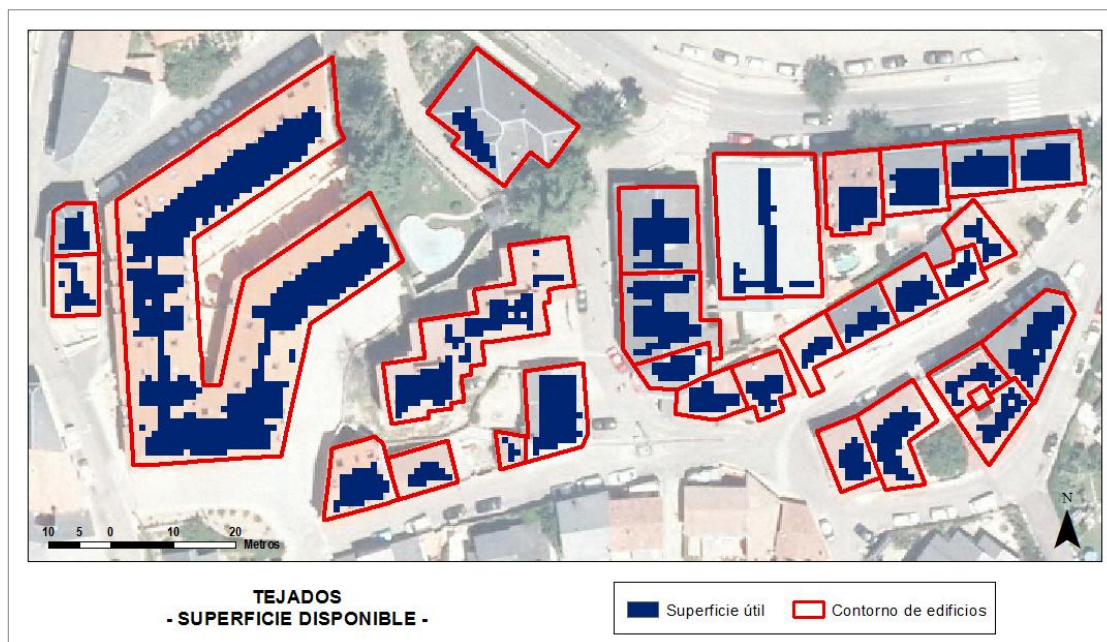 N
10 5 0 10 20
Metros
TEJADOS
- SUPERFICIE DISPONIBLE -
Superficie útil
Contorno de edificios